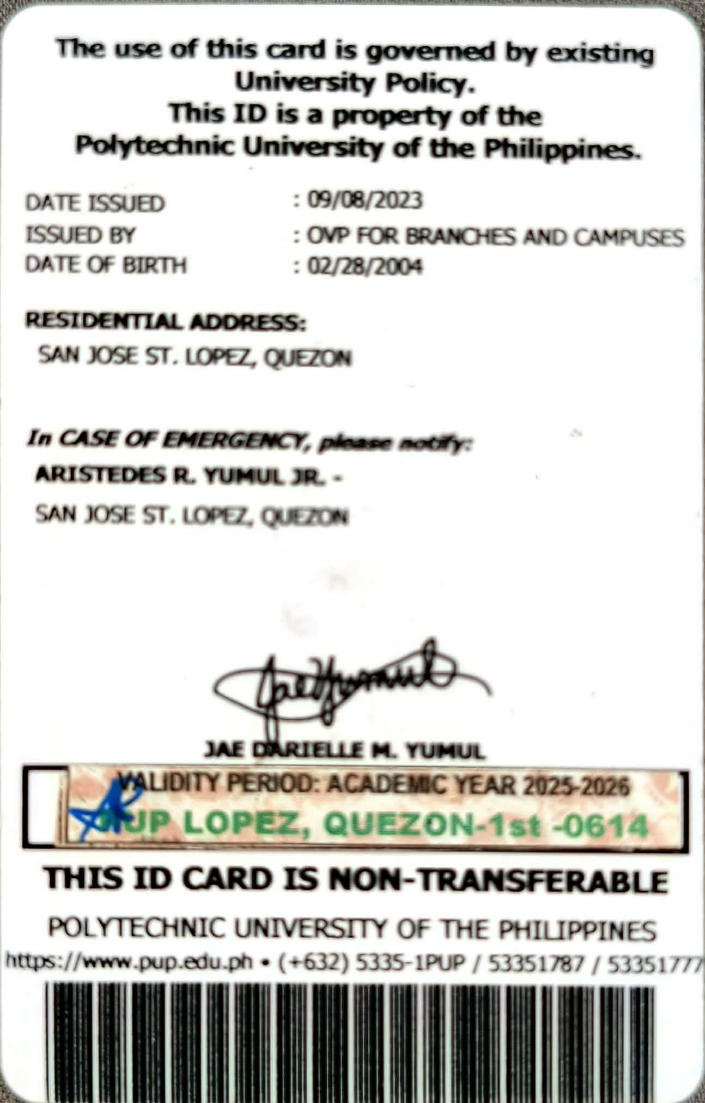 The use of this card is governed by existing
University Policy.
This ID is a property of the
Polytechnic University of the Philippines.
DATE ISSUED : 09/08/2023
ISSUED BY : OVP FOR BRANCHES AND CAMPUSES
DATE OF BIRTH : 02/28/2004
RESIDENTIAL ADDRESS:
SAN JOSE ST. LOPEZ, QUEZON
In CASE OF EMERGENCY, please notify:
ARISTEDES R. YUMUL JR. -
SAN JOSE ST. LOPEZ, QUEZON
JaeYumul
JAE DARIELLE M. YUMUL
VALIDITY PERIOD: ACADEMIC YEAR 2025-2026
LOPEZ, QUEZON-1st -0614
THIS ID CARD IS NON-TRANSFERABLE
POLYTECHNIC UNIVERSITY OF THE PHILIPPINES
https://www.pup.edu.ph • (+632) 5335-1PUP / 53351787 / 53351777